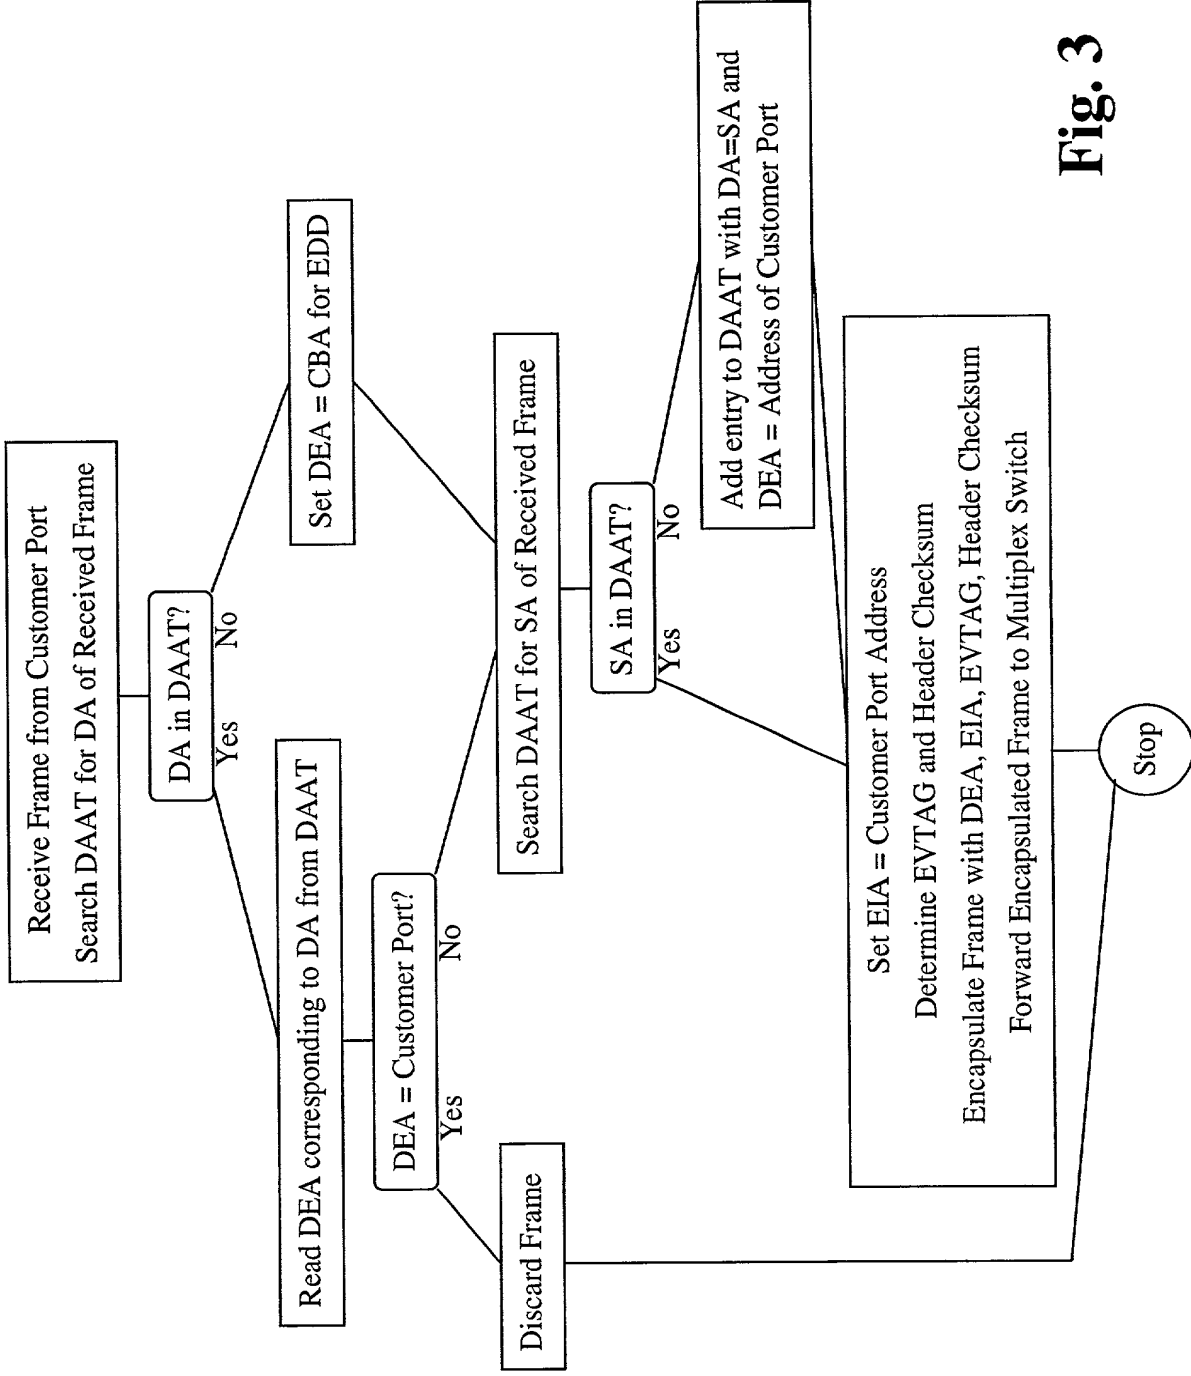 Receive Frame from Customer Port
Search DAAT for DA of Received Frame
DA in DAAT?
Yes
No
Read DEA corresponding to DA from DAAT
Set DEA = CBA for EDD
DEA = Customer Port?
Yes
No
Discard Frame
Search DAAT for SA of Received Frame
SA in DAAT?
Yes
No
Add entry to DAAT with DA=SA and
DEA = Address of Customer Port
Set EIA = Customer Port Address
Determine EVTAG and Header Checksum
Encapsulate Frame with DEA, EIA, EVTAG, Header Checksum
Forward Encapsulated Frame to Multiplex Switch
Stop
Fig. 3